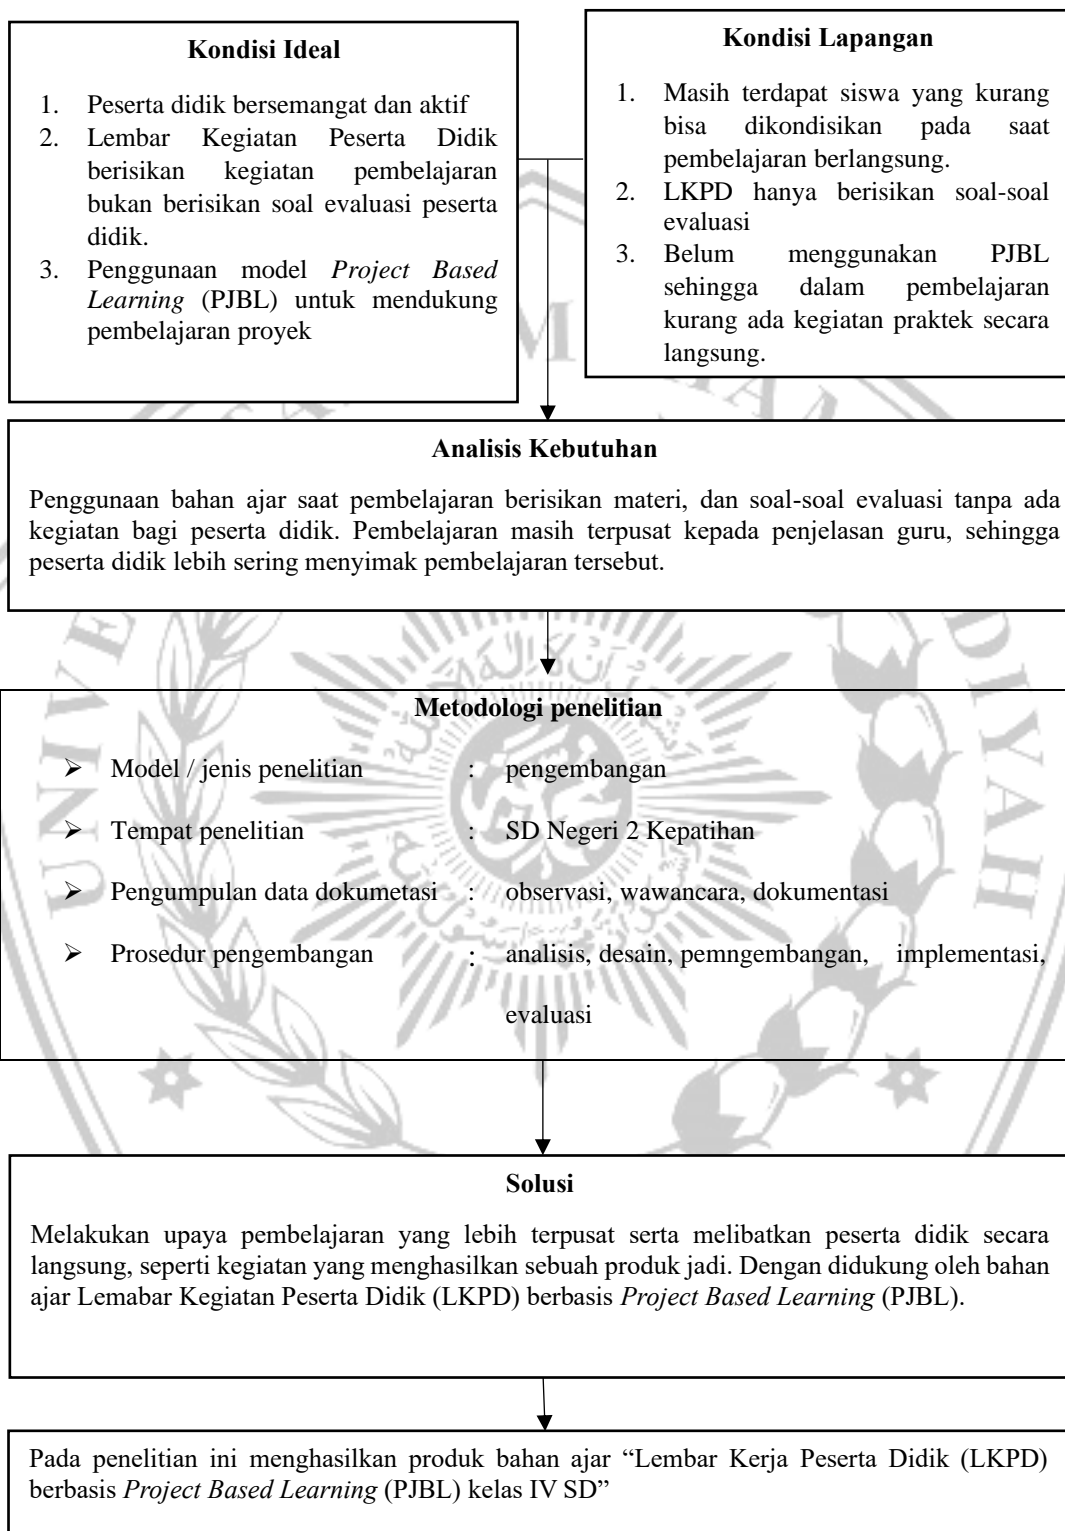 Kondisi Ideal
1. Peserta didik bersemangat dan aktif
2. Lembar Kegiatan Peserta Didik
berisikan kegiatan pembelajaran
bukan berisikan soal evaluasi peserta
didik.
3. Penggunaan model Project Based
Learning (PJBL) untuk mendukung
pembelajaran proyek
Kondisi Lapangan
1. Masih terdapat siswa yang kurang
bisa dikondisikan pada saat
pembelajaran berlangsung.
2. LKPD hanya berisikan soal-soal
evaluasi
3. Belum menggunakan PJBL
sehingga dalam pembelajaran
kurang ada kegiatan praktek secara
langsung.
Analisis Kebutuhan
Penggunaan bahan ajar saat pembelajaran berisikan materi, dan soal-soal evaluasi tanpa ada
kegiatan bagi peserta didik. Pembelajaran masih terpusat kepada penjelasan guru, sehingga
peserta didik lebih sering menyimak pembelajaran tersebut.
Metodologi penelitian
➢ Model / jenis penelitian : pengembangan
➢ Tempat penelitian : SD Negeri 2 Kepatihan
➢ Pengumpulan data dokumetasi : observasi, wawancara, dokumentasi
➢ Prosedur pengembangan : analisis, desain, pemngembangan, implementasi,
evaluasi
Solusi
Melakukan upaya pembelajaran yang lebih terpusat serta melibatkan peserta didik secara
langsung, seperti kegiatan yang menghasilkan sebuah produk jadi. Dengan didukung oleh bahan
ajar Lemabar Kegiatan Peserta Didik (LKPD) berbasis Project Based Learning (PJBL).
Pada penelitian ini menghasilkan produk bahan ajar “Lembar Kerja Peserta Didik (LKPD)
berbasis Project Based Learning (PJBL) kelas IV SD”